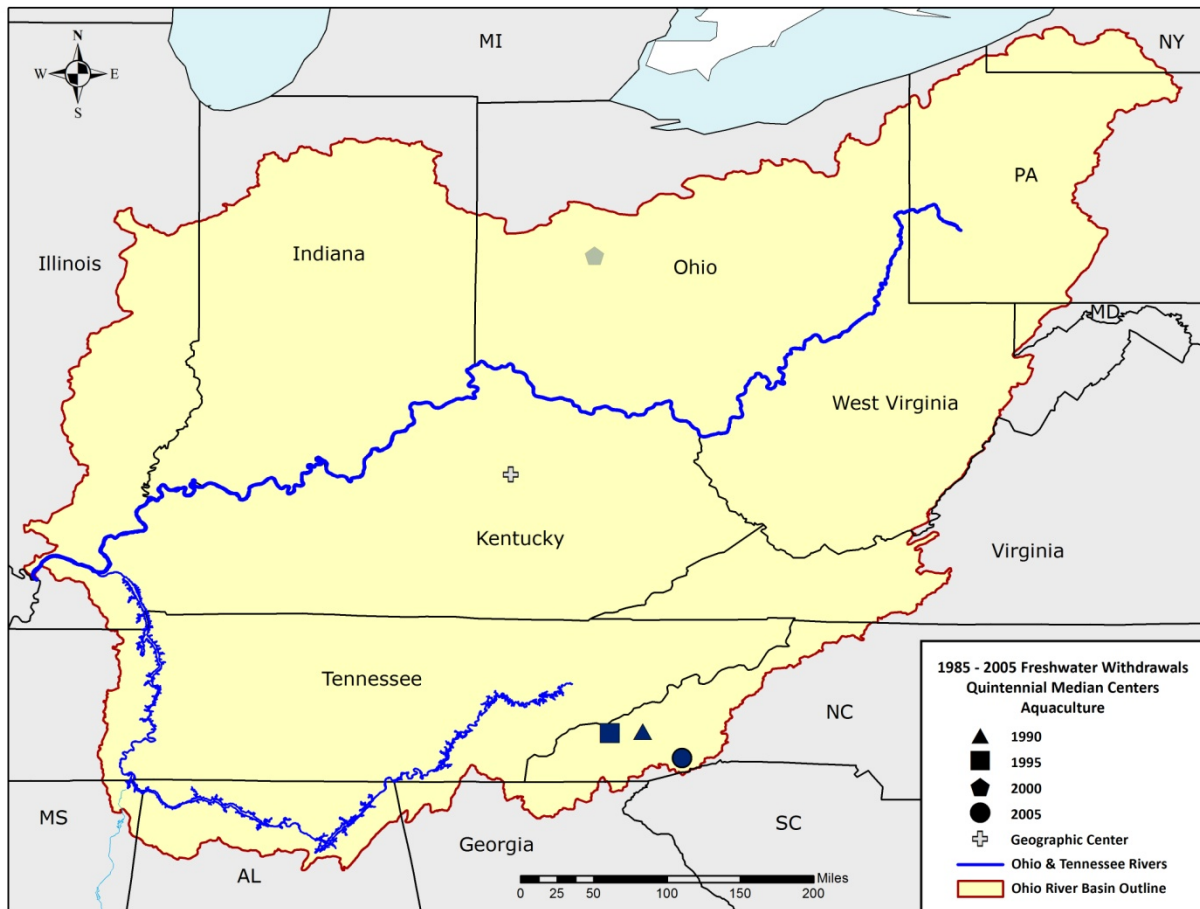 MI
NY
N
W
E
S
PA
Illinois
Indiana
Ohio
MD
West Virginia
Kentucky
Virginia
Tennessee
NC
MS
AL
Georgia
SC
1985 - 2005 Freshwater Withdrawals
Quintennial Median Centers
Aquaculture
1990
1995
2000
2005
Geographic Center
Ohio & Tennessee Rivers
Ohio River Basin Outline
Miles
0 25 50 100 150 200